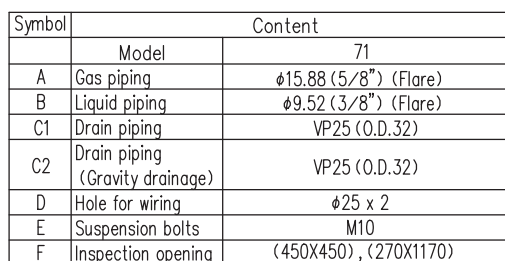 Symbol Content
Model 71
A Gas piping φ15.88(5/8”) (Flare)
B Liquid piping φ9.52(3/8”) (Flare)
C1 Drain piping VP25(O.D.32)
C2 Drain piping
(Gravity drainage) VP25(O.D.32)
D Hole for wiring φ25 x 2
E Suspension bolts M10
F Inspection opening (450X450),(270X1170)